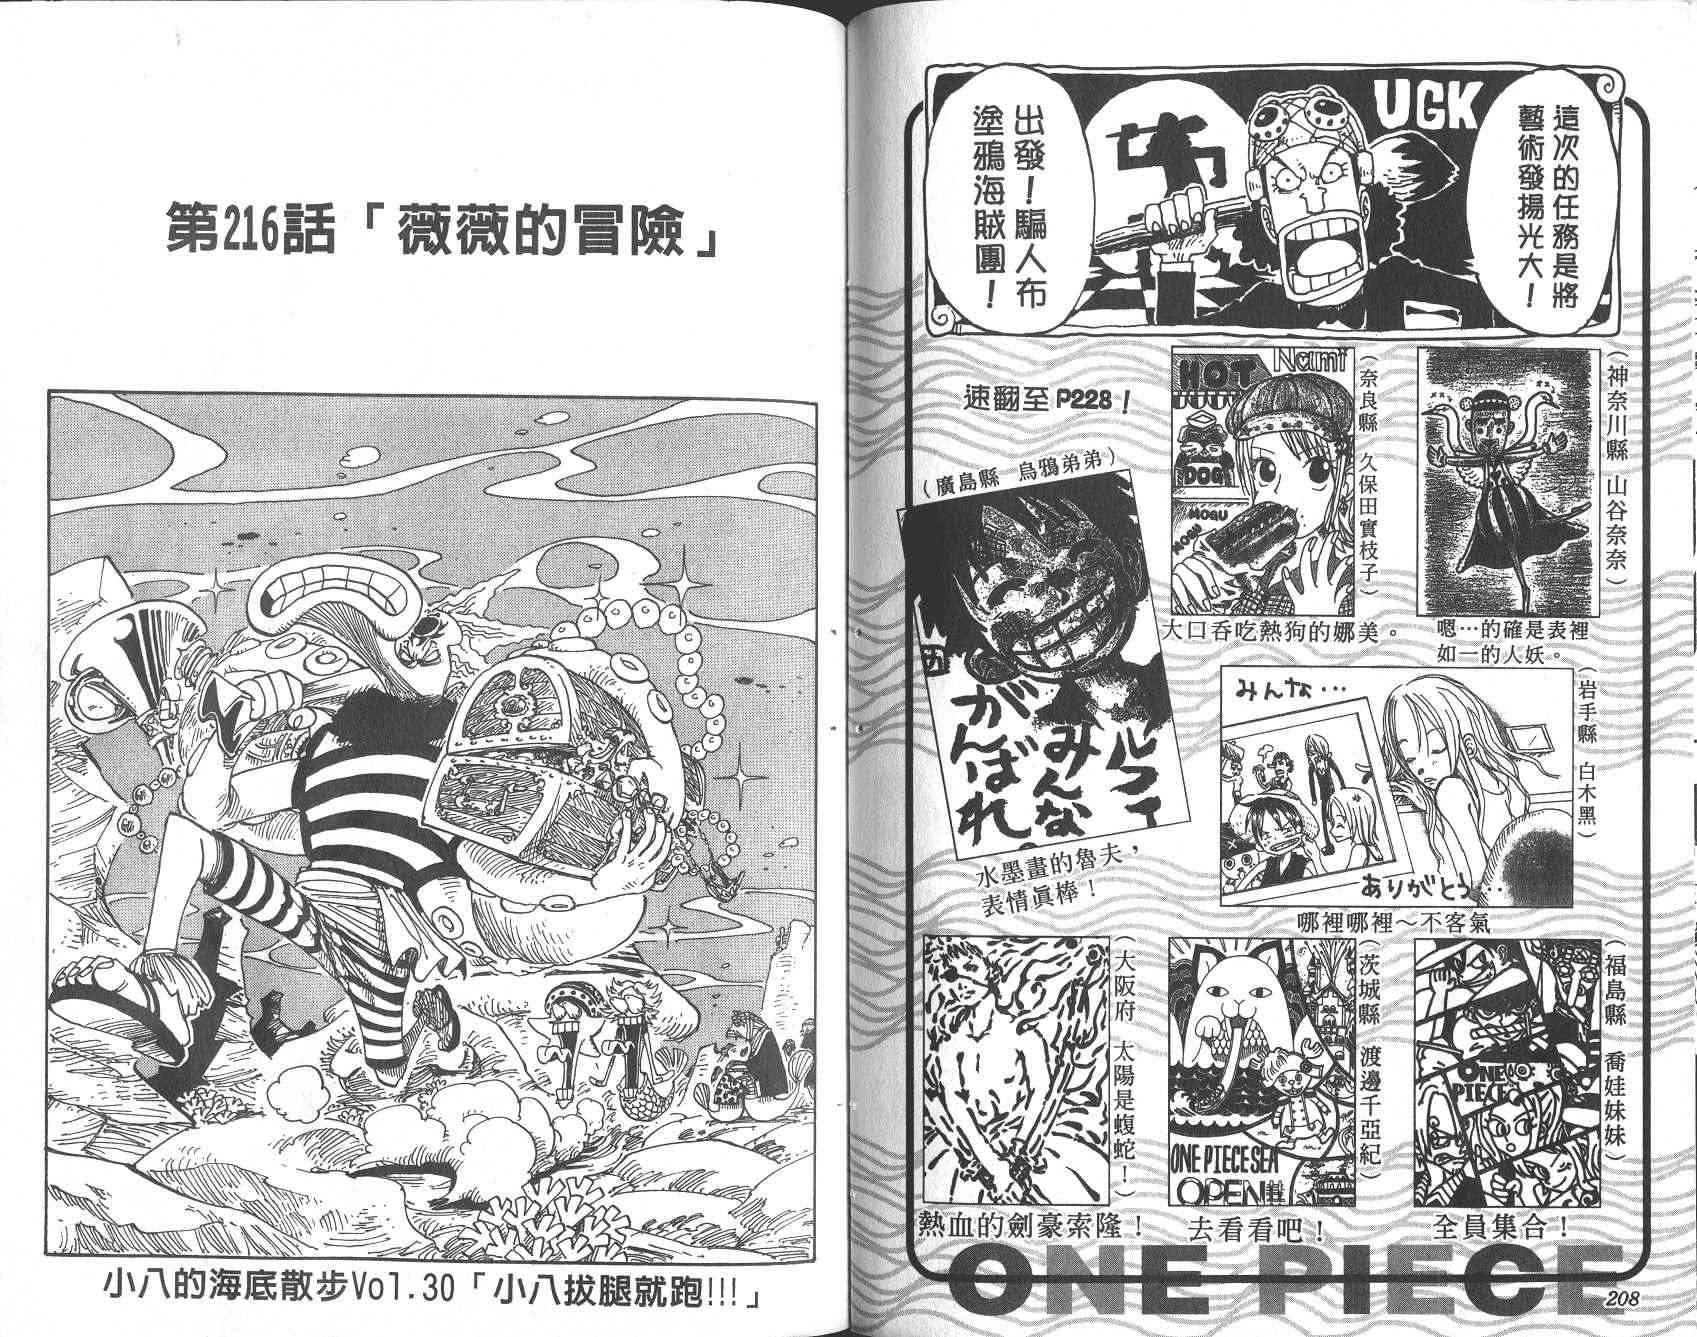 這次的任務是將
藝術發揚光大！
UGK
出發！騙人布
塗鴉海賊團！
（神奈川縣 山谷奈奈）
嗯…的確是表裡
如一的人妖。
（奈良縣 久保田實枝子）
Nami
HOT
DOG
MOGU
MOGU
大口吞吃熱狗的娜美。
速翻至P228！
（廣島縣 烏鴉弟弟）
ルフィ
みんな
がんばれ。
水墨畫的魯夫，
表情真棒！
（岩手縣 白木黑）
みんな…
ありがとう…
哪裡哪裡～不客氣
（福島縣 喬娃妹妹）
ONE
PIECE
全員集合！
（茨城縣 渡邊千亞紀）
ONE PIECE SEA
OPEN
去看看吧！
（大阪府 太陽是蝮蛇！）
熱血的劍豪索隆！
ONE PIECE
208
第216話「薇薇的冒險」
小八的海底散步Vol.30「小八拔腿就跑!!!」